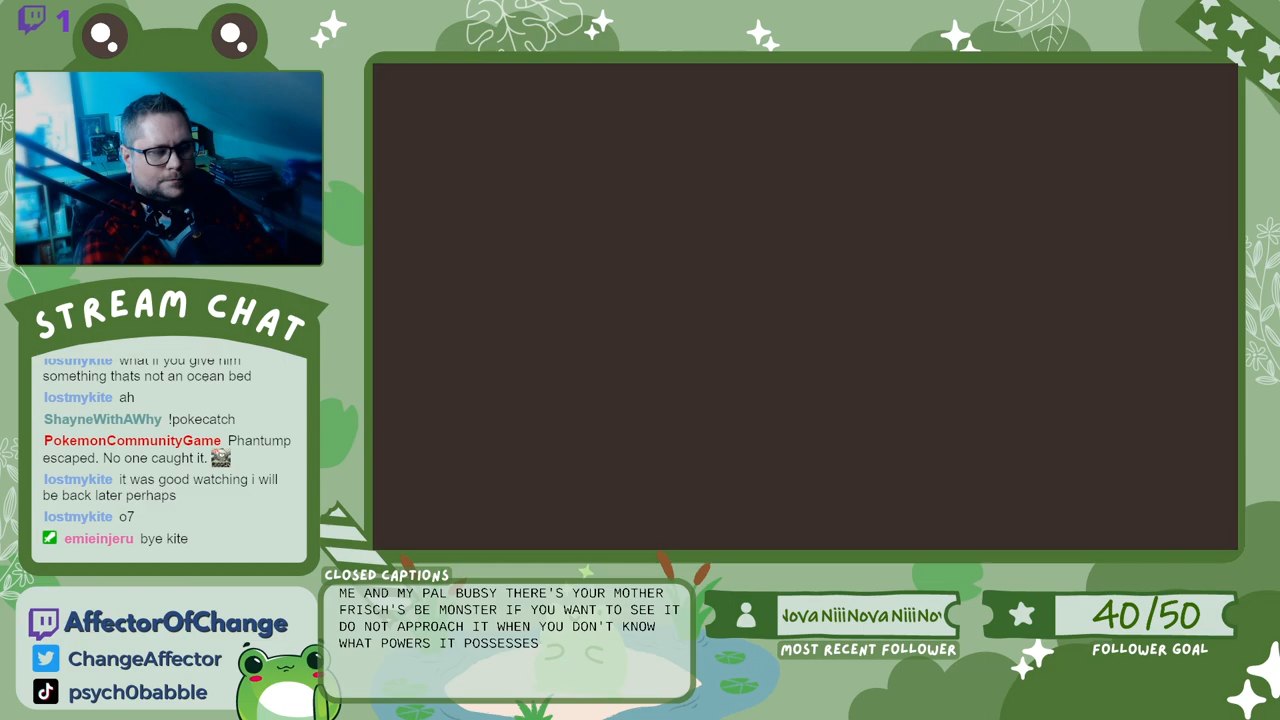 1
STREAM CHAT
lostmykite what if you give him
something thats not an ocean bed
lostmykite ah
ShayneWithAWhy !pokecatch
PokemonCommunityGame Phantump
escaped. No one caught it.
lostmykite it was good watching i will
be back later perhaps
lostmykite o7
emieinjeru bye kite
AffectorOfChange
ChangeAffector
psych0babble
CLOSED CAPTIONS
ME AND MY PAL BUBSY THERE'S YOUR MOTHER
FRISCH'S BE MONSTER IF YOU WANT TO SEE IT
DO NOT APPROACH IT WHEN YOU DON'T KNOW
WHAT POWERS IT POSSESSES
Nova NiiiNova NiiiNov
MOST RECENT FOLLOWER
40/50
FOLLOWER GOAL